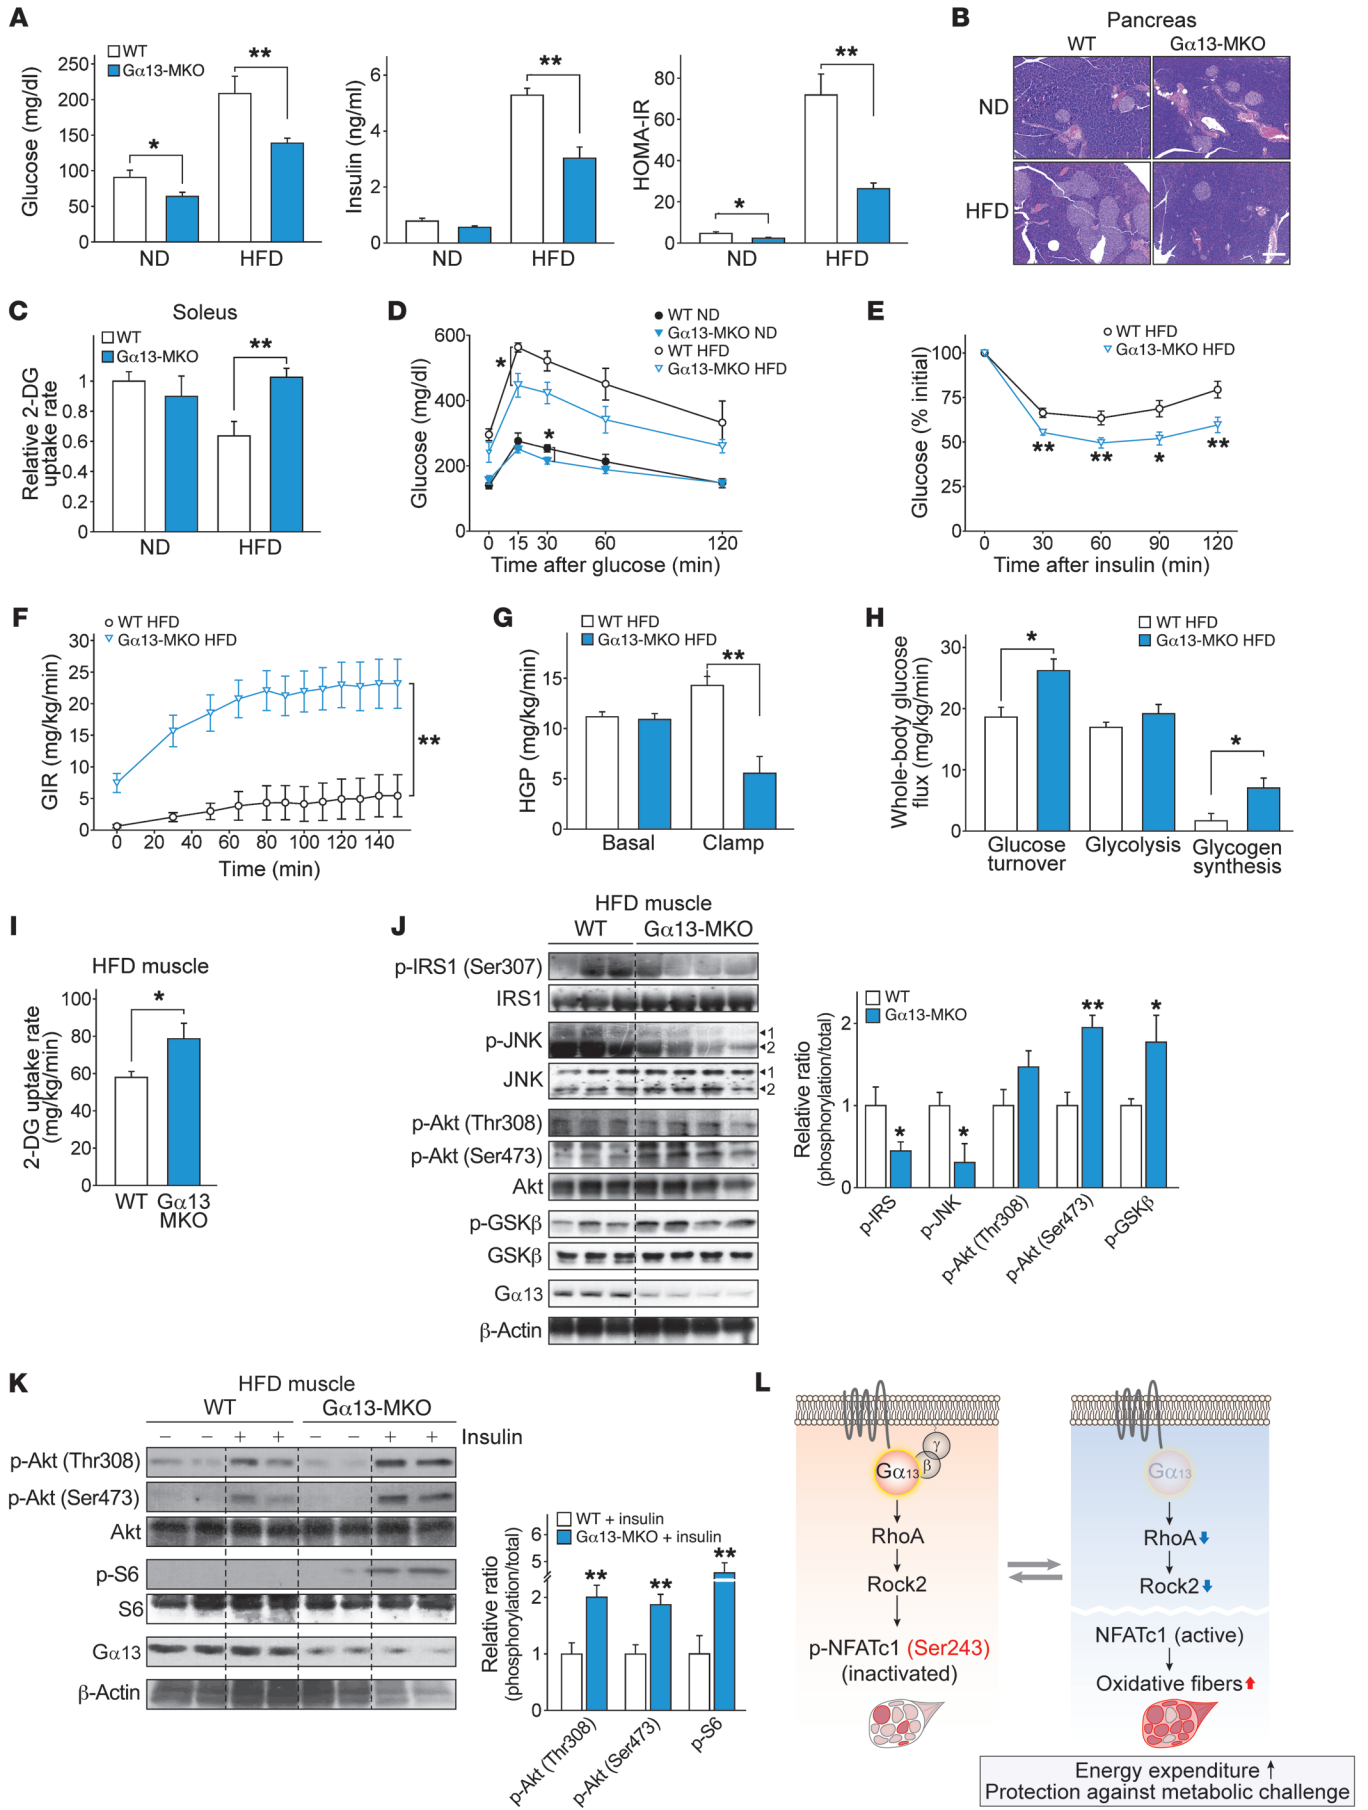 A
WT
Gα13-MKO
Glucose (mg/dl)
250
200
150
100
50
0
*
**
ND
HFD
Insulin (ng/ml)
6
4
2
0
**
ND
HFD
HOMA-IR
80
60
40
20
0
*
**
ND
HFD
B
Pancreas
WT
Gα13-MKO
ND
HFD
C
Soleus
WT
Gα13-MKO
Relative 2-DG
uptake rate
1
0.8
0.6
0.4
0.2
0
**
ND
HFD
D
WT ND
Gα13-MKO ND
WT HFD
Gα13-MKO HFD
Glucose (mg/dl)
600
400
200
0
*
*
0 15 30 60 120
Time after glucose (min)
E
WT HFD
Gα13-MKO HFD
Glucose (% initial)
100
75
50
25
0
** ** * **
0 30 60 90 120
Time after insulin (min)
F
WT HFD
Gα13-MKO HFD
GIR (mg/kg/min)
30
25
20
15
10
5
0
**
0 20 40 60 80 100 120 140
Time (min)
G
WT HFD
Gα13-MKO HFD
HGP (mg/kg/min)
15
10
5
0
**
Basal
Clamp
H
WT HFD
Gα13-MKO HFD
Whole-body glucose
flux (mg/kg/min)
30
20
10
0
*
*
Glucose
turnover
Glycolysis
Glycogen
synthesis
I
HFD muscle
2-DG uptake rate
(mg/kg/min)
100
80
60
40
20
0
*
WT
Gα13
MKO
J
HFD muscle
WT
Gα13-MKO
p-IRS1 (Ser307)
IRS1
p-JNK
1
2
JNK
1
2
p-Akt (Thr308)
p-Akt (Ser473)
Akt
p-GSKβ
GSKβ
Gα13
β-Actin
WT
Gα13-MKO
Relative ratio
(phosphorylation/total)
2
1
0
* * ** *
p-IRS
p-JNK
p-Akt (Thr308)
p-Akt (Ser473)
p-GSKβ
K
HFD muscle
WT
Gα13-MKO
− − + + − − + + Insulin
p-Akt (Thr308)
p-Akt (Ser473)
Akt
p-S6
S6
Gα13
β-Actin
WT + insulin
Gα13-MKO + insulin
Relative ratio
(phosphorylation/total)
6
5
2
1
0
** ** **
p-Akt (Thr308)
p-Akt (Ser473)
p-S6
L
Gα13
β
γ
RhoA
Rock2
p-NFATc1 (Ser243)
(inactivated)
Gα13
RhoA
Rock2
NFATc1 (active)
Oxidative fibers
Energy expenditure ↑
Protection against metabolic challenge